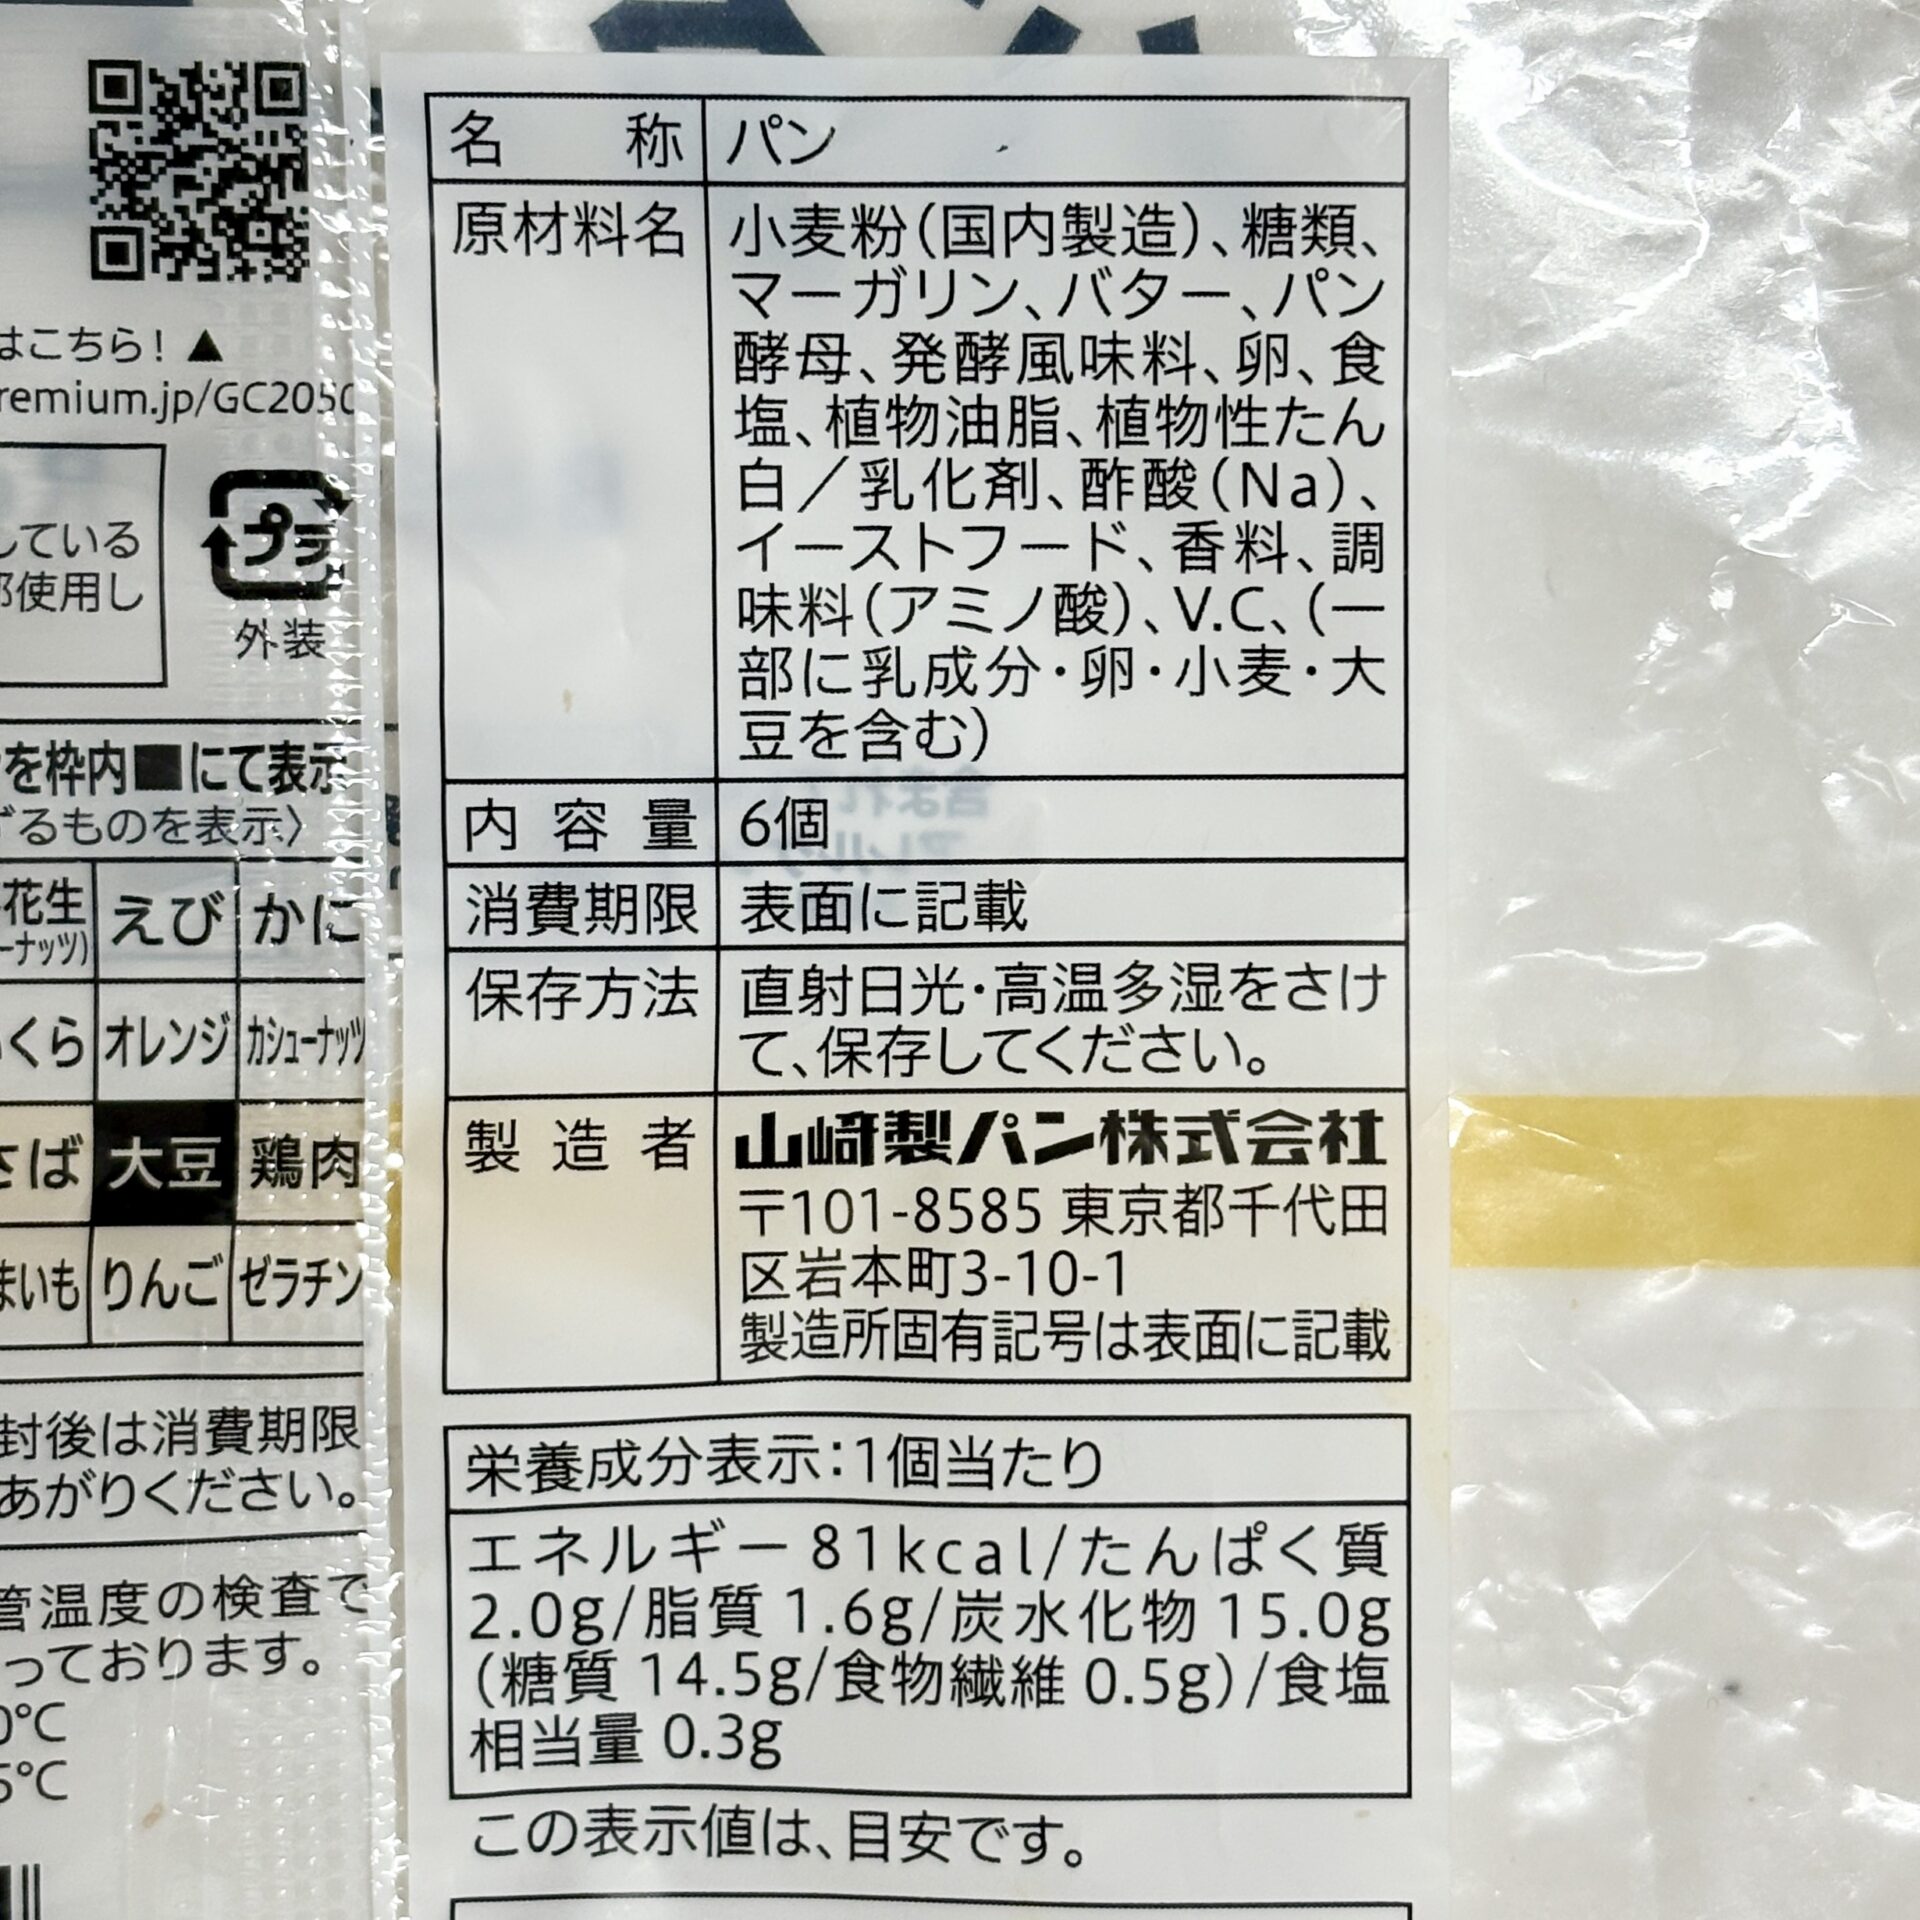 はこちら！▲
remium.jp/GC2050
している
使用し
プラ
外装
を枠内■にて表示
ずるものを表示〉
花生 えび かに
ーナッツ)
くら オレンジ カシューナッツ
さば 大豆 鶏肉
まいも りんご ゼラチン
封後は消費期限
あがりください。
管温度の検査で
っております。
0℃
5℃
名称 パン
原材料名 小麦粉(国内製造)、糖類、
マーガリン、バター、パン
酵母、発酵風味料、卵、食
塩、植物油脂、植物性たん
白／乳化剤、酢酸(Na)、
イーストフード、香料、調
味料(アミノ酸)、V.C、(一
部に乳成分・卵・小麦・大
豆を含む)
内容量 6個
消費期限 表面に記載
保存方法 直射日光・高温多湿をさけ
て、保存してください。
製造者 山崎製パン株式会社
〒101-8585 東京都千代田
区岩本町3-10-1
製造所固有記号は表面に記載
栄養成分表示：1個当たり
エネルギー 81kcal/たんぱく質
2.0g/脂質 1.6g/炭水化物 15.0g
(糖質 14.5g/食物繊維 0.5g)/食塩
相当量 0.3g
この表示値は、目安です。